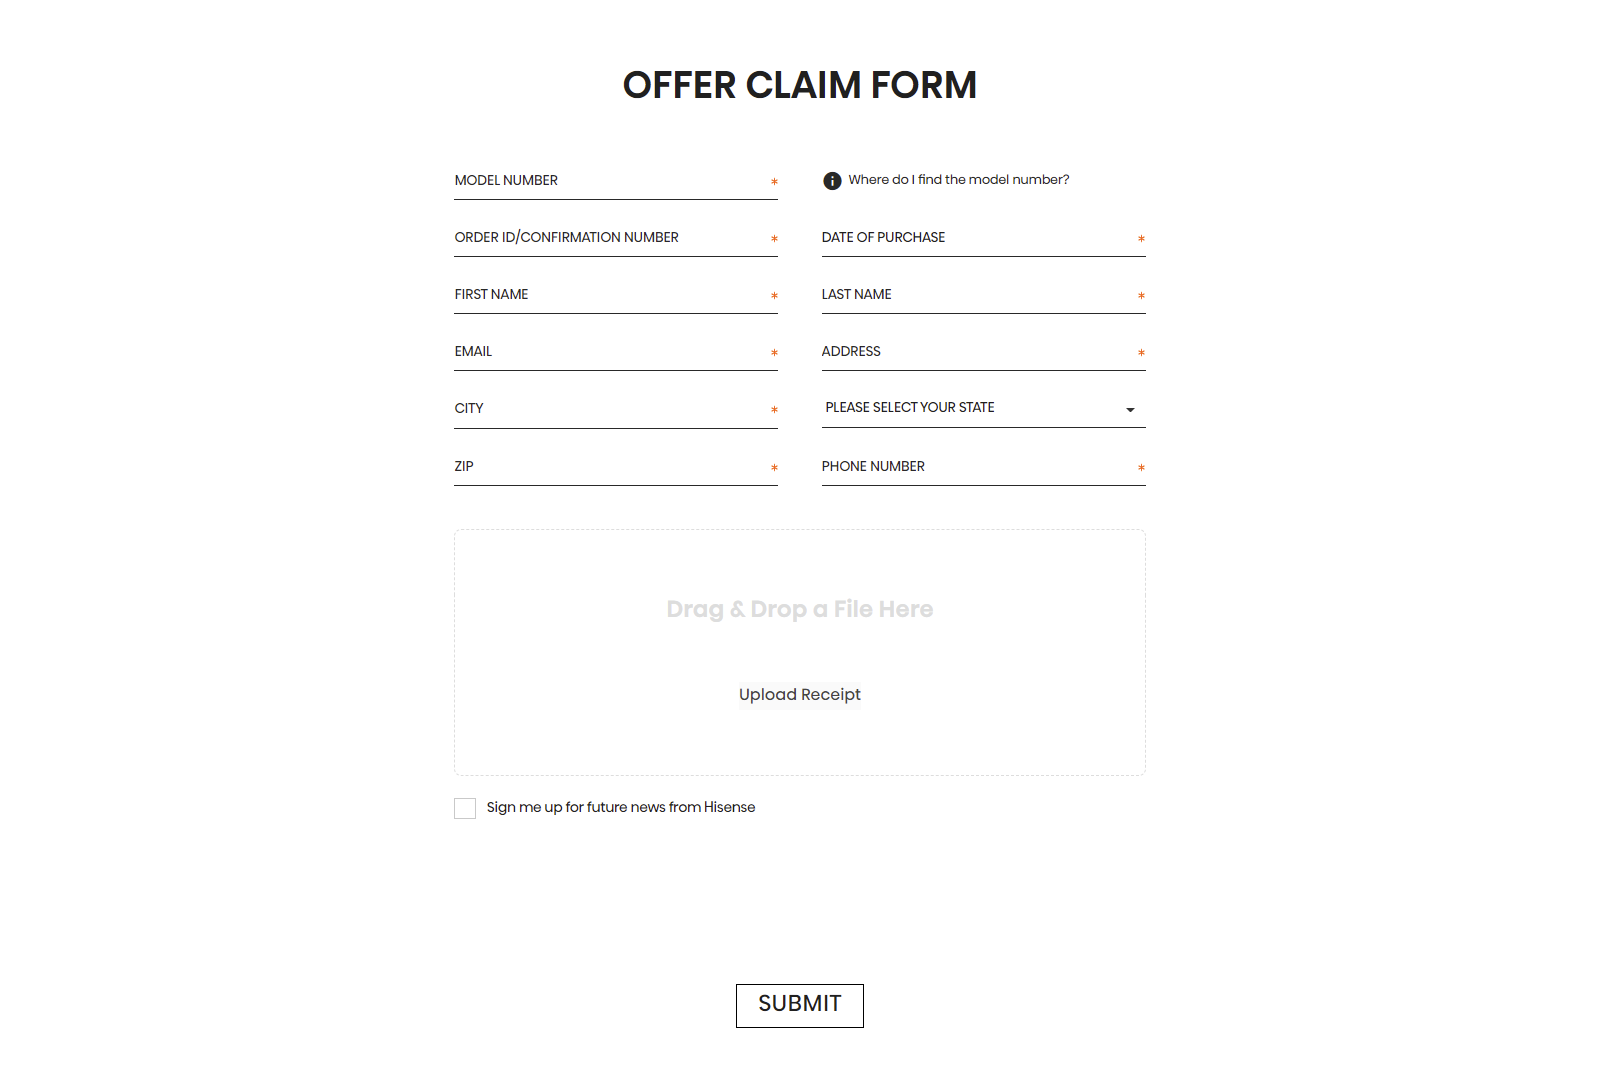 OFFER CLAIM FORM
MODEL NUMBER *
Where do I find the model number?
ORDER ID/CONFIRMATION NUMBER *
DATE OF PURCHASE *
FIRST NAME *
LAST NAME *
EMAIL *
ADDRESS *
CITY *
PLEASE SELECT YOUR STATE
ZIP *
PHONE NUMBER *
Drag & Drop a File Here
Upload Receipt
Sign me up for future news from Hisense
SUBMIT